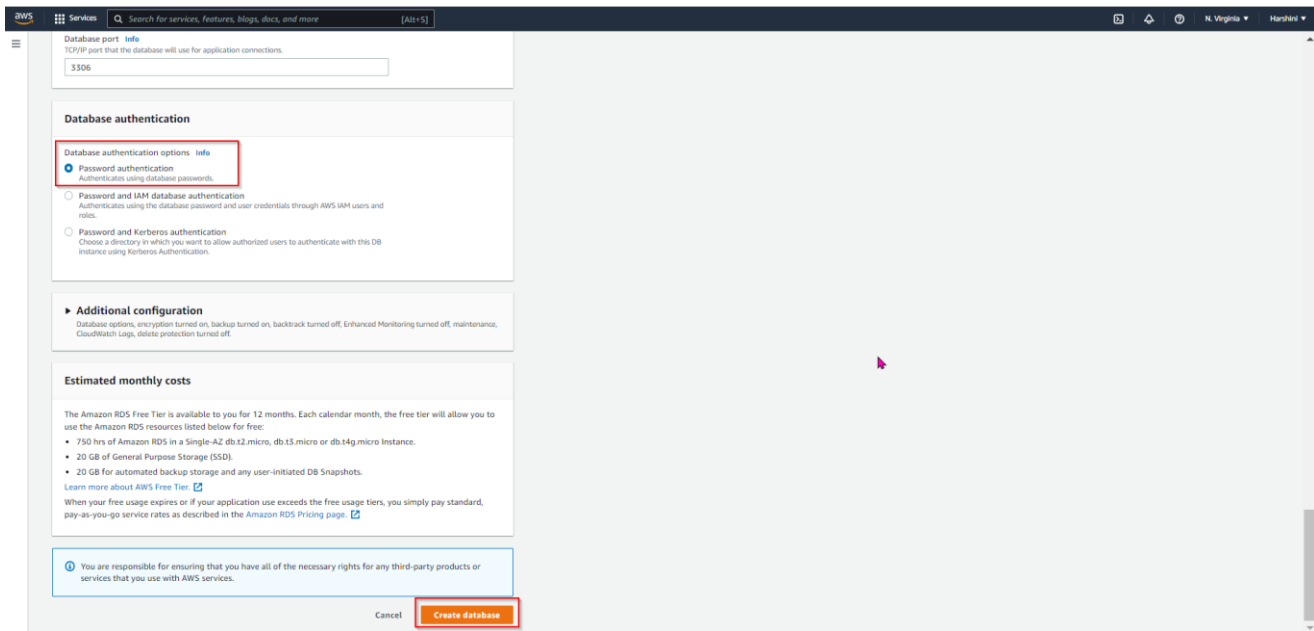 aws
Services
Search for services, features, blogs, docs, and more
[Alt+S]
N. Virginia ▼
Harshini ▼
Database port Info
TCP/IP port that the database will use for application connections.
3306
Database authentication
Database authentication options Info
Password authentication
Authenticates using database passwords.
Password and IAM database authentication
Authenticates using the database password and user credentials through AWS IAM users and
roles.
Password and Kerberos authentication
Choose a directory in which you want to allow authorized users to authenticate with this DB
instance using Kerberos Authentication.
Additional configuration
Database options, encryption turned on, backup turned on, backtrack turned off, Enhanced Monitoring turned off, maintenance,
CloudWatch Logs, delete protection turned off.
Estimated monthly costs
The Amazon RDS Free Tier is available to you for 12 months. Each calendar month, the free tier will allow you to
use the Amazon RDS resources listed below for free:
• 750 hrs of Amazon RDS in a Single-AZ db.t2.micro, db.t3.micro or db.t4g.micro Instance.
• 20 GB of General Purpose Storage (SSD).
• 20 GB for automated backup storage and any user-initiated DB Snapshots.
Learn more about AWS Free Tier.
When your free usage expires or if your application use exceeds the free usage tiers, you simply pay standard,
pay-as-you-go service rates as described in the Amazon RDS Pricing page.
You are responsible for ensuring that you have all of the necessary rights for any third-party products or
services that you use with AWS services.
Cancel
Create database